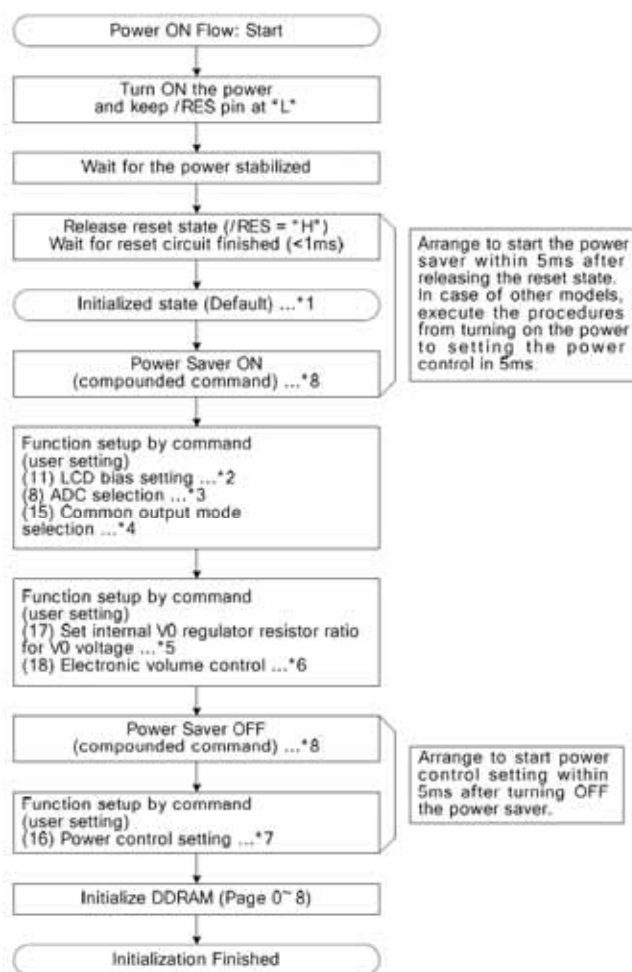 Power ON Flow: Start
Turn ON the power
and keep /RES pin at "L"
Wait for the power stabilized
Release reset state (/RES = "H")
Wait for reset circuit finished (<1ms)
Arrange to start the power
saver within 5ms after
releasing the reset state.
In case of other models,
execute the procedures
from turning on the power
to setting the power
control in 5ms.
Initialized state (Default) ...*1
Power Saver ON
(compounded command) ...*8
Function setup by command
(user setting)
(11) LCD bias setting ...*2
(8) ADC selection ...*3
(15) Common output mode
selection ...*4
Function setup by command
(user setting)
(17) Set internal V0 regulator resistor ratio
for V0 voltage ...*5
(18) Electronic volume control ...*6
Power Saver OFF
(compounded command) ...*8
Arrange to start power
control setting within
5ms after turning OFF
the power saver.
Function setup by command
(user setting)
(16) Power control setting ...*7
Initialize DDRAM (Page 0~8)
Initialization Finished